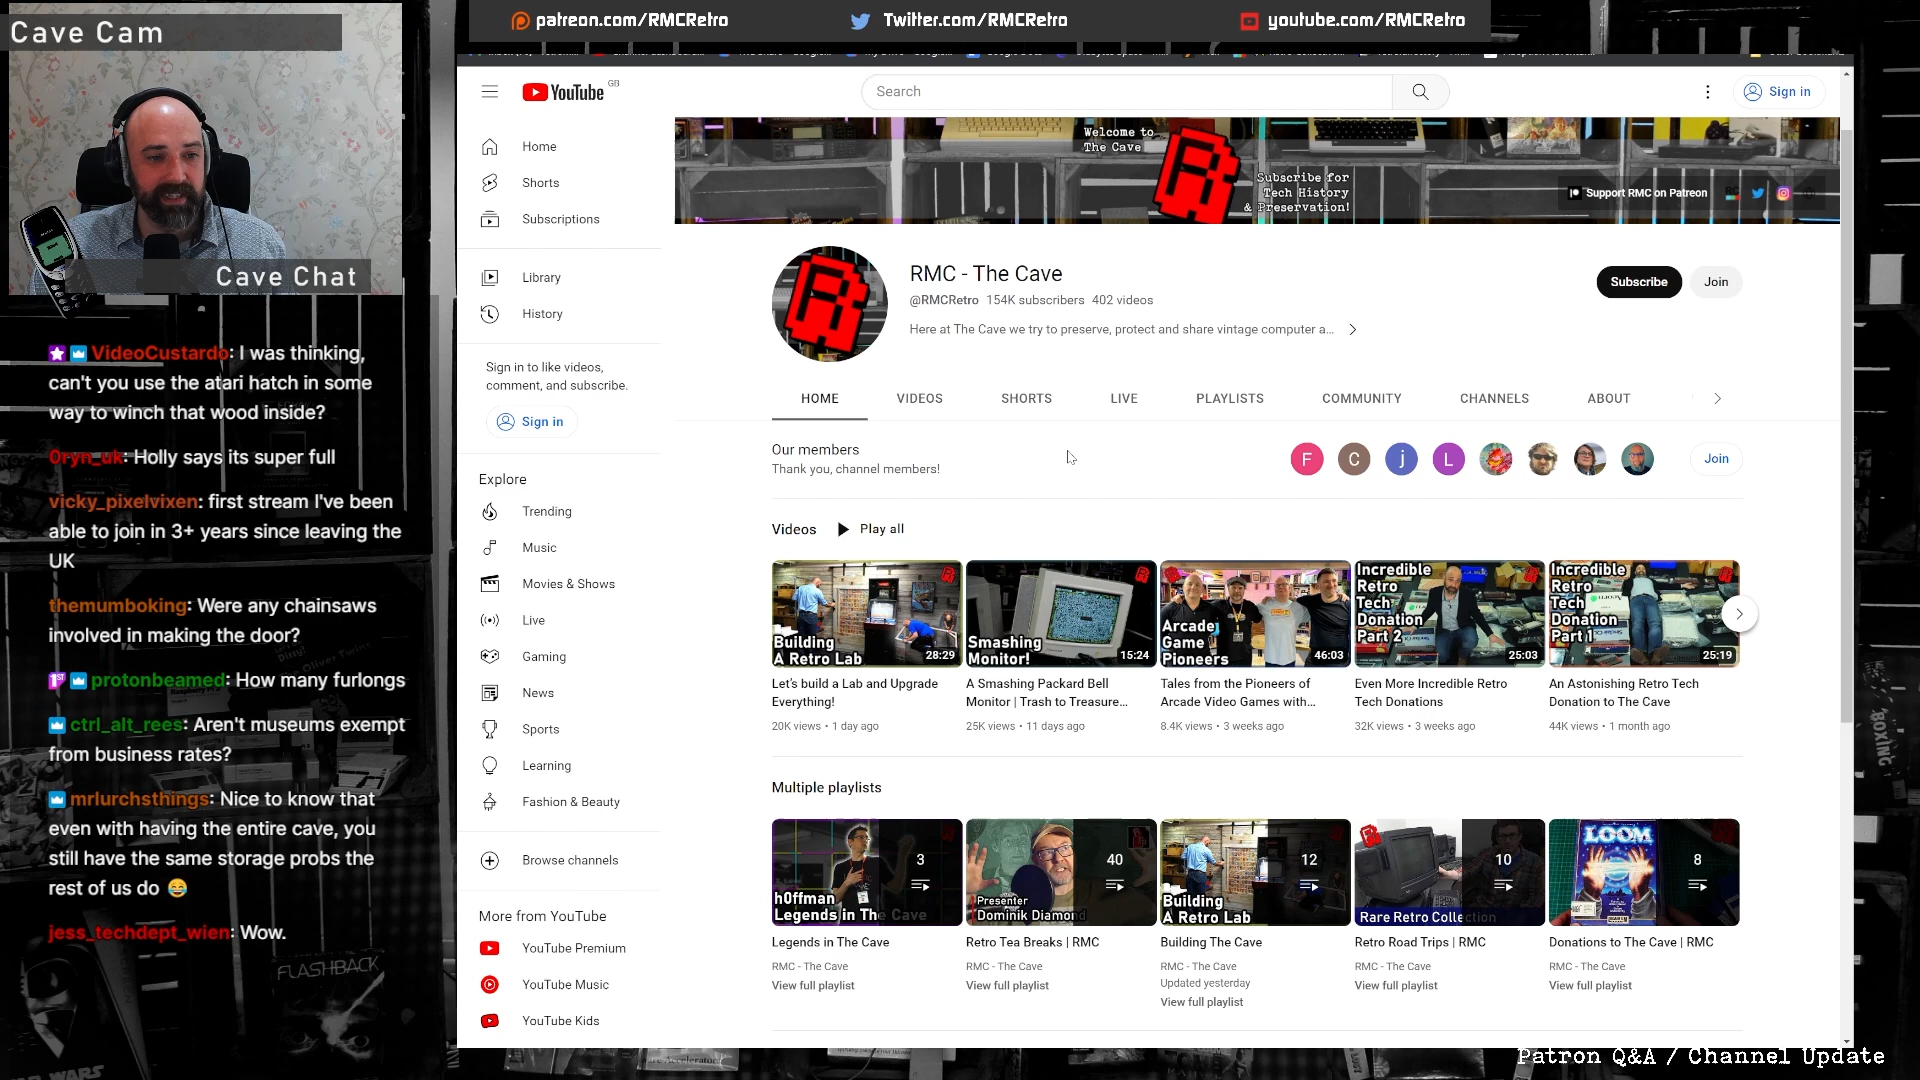 Cave Cam
patreon.com/RMCRetro
Twitter.com/RMCRetro
youtube.com/RMCRetro
Cave Chat
VideoCustardo: I was thinking,
can't you use the atari hatch in some
way to winch that wood inside?
0ryn_uk: Holly says its super full
vicky_pixelvixen: first stream I've been
able to join in 3+ years since leaving the
UK
themumboking: Were any chainsaws
involved in making the door?
protonbeamed: How many furlongs
ctrl_alt_rees: Aren't museums exempt
from business rates?
mrlurchsthings: Nice to know that
even with having the entire cave, you
still have the same storage probs the
rest of us do 😂
jess_techdept_wien: Wow.
FLASHBACK
STAR WARS
YouTube GB
Search
Sign in
Home
Shorts
Subscriptions
Library
History
Sign in to like videos,
comment, and subscribe.
Sign in
Explore
Trending
Music
Movies & Shows
Live
Gaming
News
Sports
Learning
Fashion & Beauty
Browse channels
More from YouTube
YouTube Premium
YouTube Music
YouTube Kids
Welcome to
The Cave
Subscribe for
Tech History
& Preservation!
Support RMC on Patreon
RMC - The Cave
@RMCRetro 154K subscribers 402 videos
Here at The Cave we try to preserve, protect and share vintage computer a...
Subscribe
Join
HOME
VIDEOS
SHORTS
LIVE
PLAYLISTS
COMMUNITY
CHANNELS
ABOUT
Our members
Thank you, channel members!
F
C
j
L
Join
Videos
Play all
Building
A Retro Lab
28:29
Let's build a Lab and Upgrade
Everything!
20K views • 1 day ago
Smashing
Monitor!
15:24
A Smashing Packard Bell
Monitor | Trash to Treasure...
25K views • 11 days ago
Arcade
Game
Pioneers
46:03
Tales from the Pioneers of
Arcade Video Games with...
8.4K views • 3 weeks ago
Incredible
Retro
Tech
Donation
Part 2
25:03
Even More Incredible Retro
Tech Donations
32K views • 3 weeks ago
Incredible
Retro
Tech
Donation
Part 1
25:19
An Astonishing Retro Tech
Donation to The Cave
44K views • 1 month ago
Multiple playlists
h0ffman
Legends in The Cave
3
Legends in The Cave
RMC - The Cave
View full playlist
Presenter
Dominik Diamond
40
Retro Tea Breaks | RMC
RMC - The Cave
View full playlist
Building
A Retro Lab
12
Building The Cave
RMC - The Cave
Updated yesterday
View full playlist
Rare Retro Collection
10
Retro Road Trips | RMC
RMC - The Cave
View full playlist
LOOM
8
Donations to The Cave | RMC
RMC - The Cave
View full playlist
BOXING
Patron Q&A / Channel Update